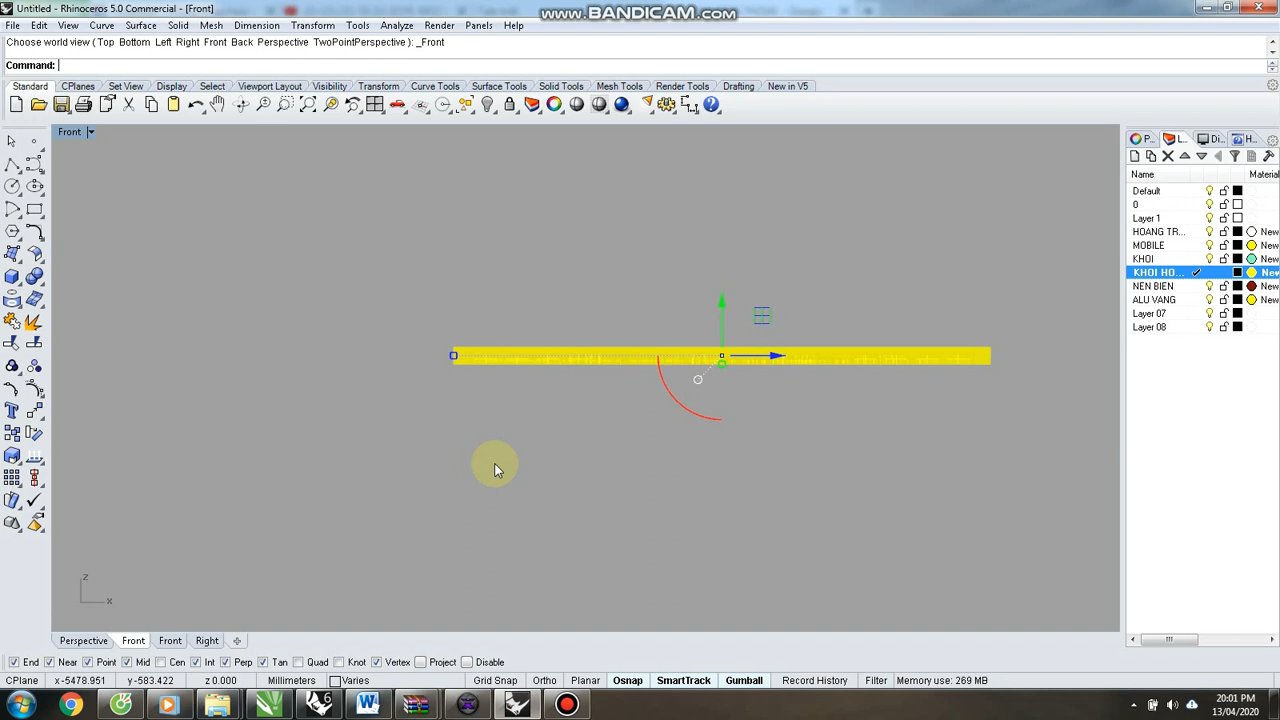 Untitled - Rhinoceros 5.0 Commercial - [Front]
www.BANDICAM.com
File Edit View Curve Surface Solid Mesh Dimension Transform Tools Analyze Render Panels Help
Choose world view ( Top Bottom Left Right Front Back Perspective TwoPointPerspective ): _Front
Command:
Standard CPlanes Set View Display Select Viewport Layout Visibility Transform Curve Tools Surface Tools Solid Tools Mesh Tools Render Tools Drafting New in V5
Front
P... L... Di... H...
Name Material
Default
0
Layer 1
HOANG TR... New
MOBILE New
KHOI New
KHOI HO... New
NEN BIEN New
ALU VANG New
Layer 07
Layer 08
z
x
Perspective Front Front Right
End Near Point Mid Cen Int Perp Tan Quad Knot Vertex Project Disable
CPlane x-5478.951 y-583.422 z 0.000 Millimeters Varies Grid Snap Ortho Planar Osnap SmartTrack Gumball Record History Filter Memory use: 269 MB
6
20:01 PM
13/04/2020